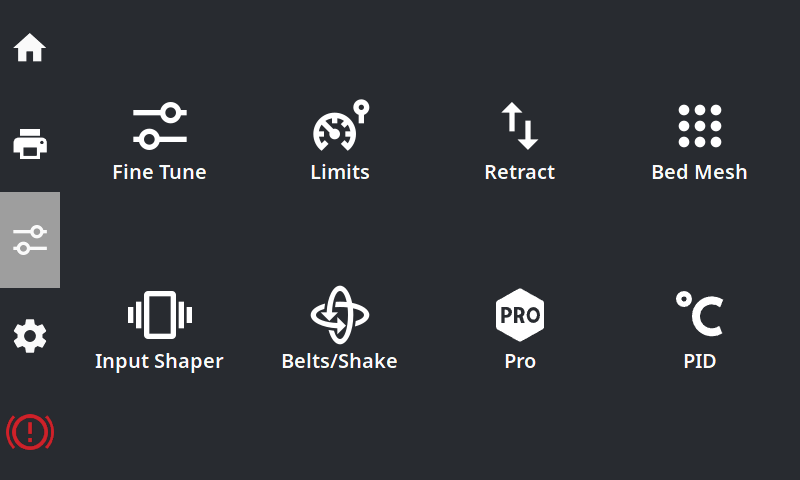 Fine Tune
Limits
Retract
Bed Mesh
PRO
°C
Input Shaper
Belts/Shake
Pro
PID